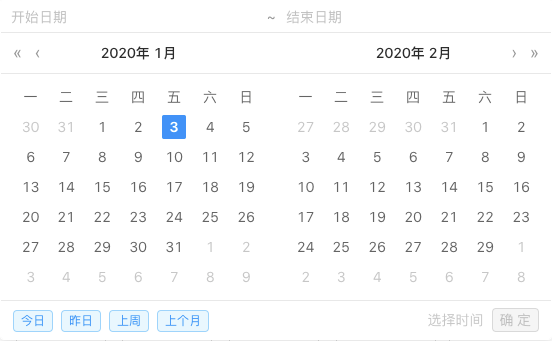 开始日期 ~ 结束日期
« ‹ 2020年 1月 2020年 2月 › »
一 二 三 四 五 六 日 一 二 三 四 五 六 日
30 31 1 2 3 4 5 27 28 29 30 31 1 2
6 7 8 9 10 11 12 3 4 5 6 7 8 9
13 14 15 16 17 18 19 10 11 12 13 14 15 16
20 21 22 23 24 25 26 17 18 19 20 21 22 23
27 28 29 30 31 1 2 24 25 26 27 28 29 1
3 4 5 6 7 8 9 2 3 4 5 6 7 8
今日 昨日 上周 上个月 选择时间 确 定